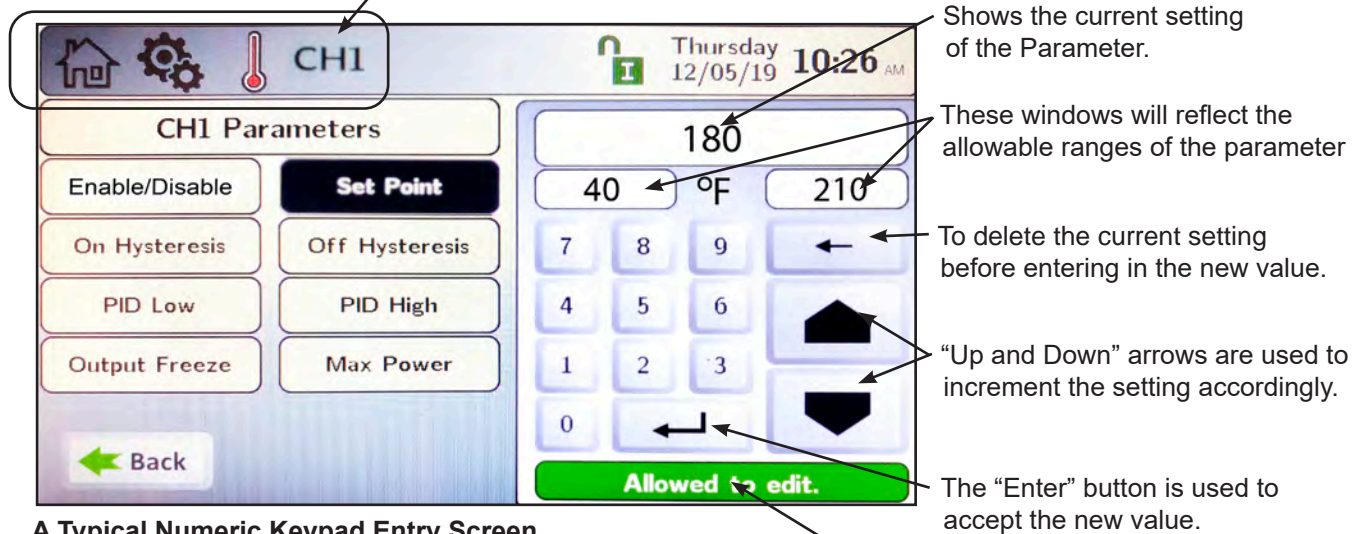 CH1
Thursday
12/05/19
10:26 AM
CH1 Parameters
Enable/Disable
Set Point
On Hysteresis
Off Hysteresis
PID Low
PID High
Output Freeze
Max Power
Back
180
40 °F 210
7 8 9
4 5 6
1 2 3
0
Allowed to edit.
I
Shows the current setting
of the Parameter.
These windows will reflect the
allowable ranges of the parameter
To delete the current setting
before entering in the new value.
“Up and Down” arrows are used to
increment the setting accordingly.
The “Enter” button is used to
accept the new value.
A Typical Numeric Keypad Entry Screen